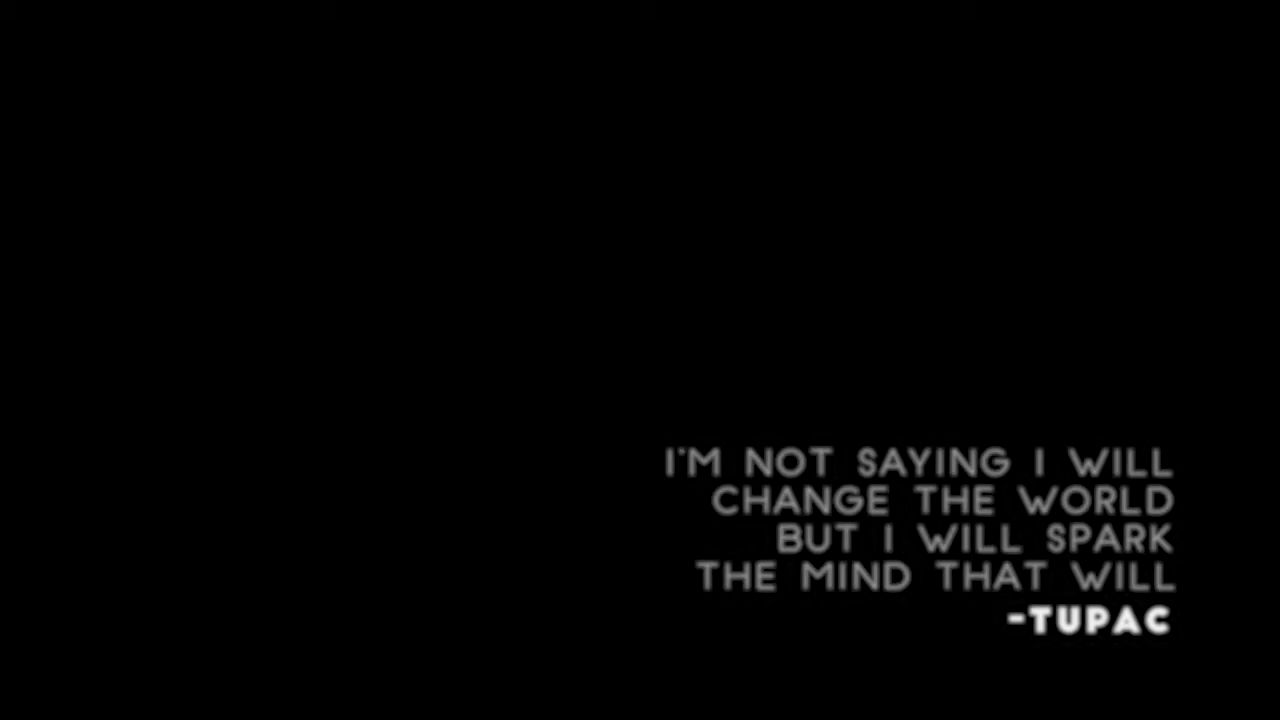 I'M NOT SAYING I WILL
CHANGE THE WORLD
BUT I WILL SPARK
THE MIND THAT WILL
-TUPAC